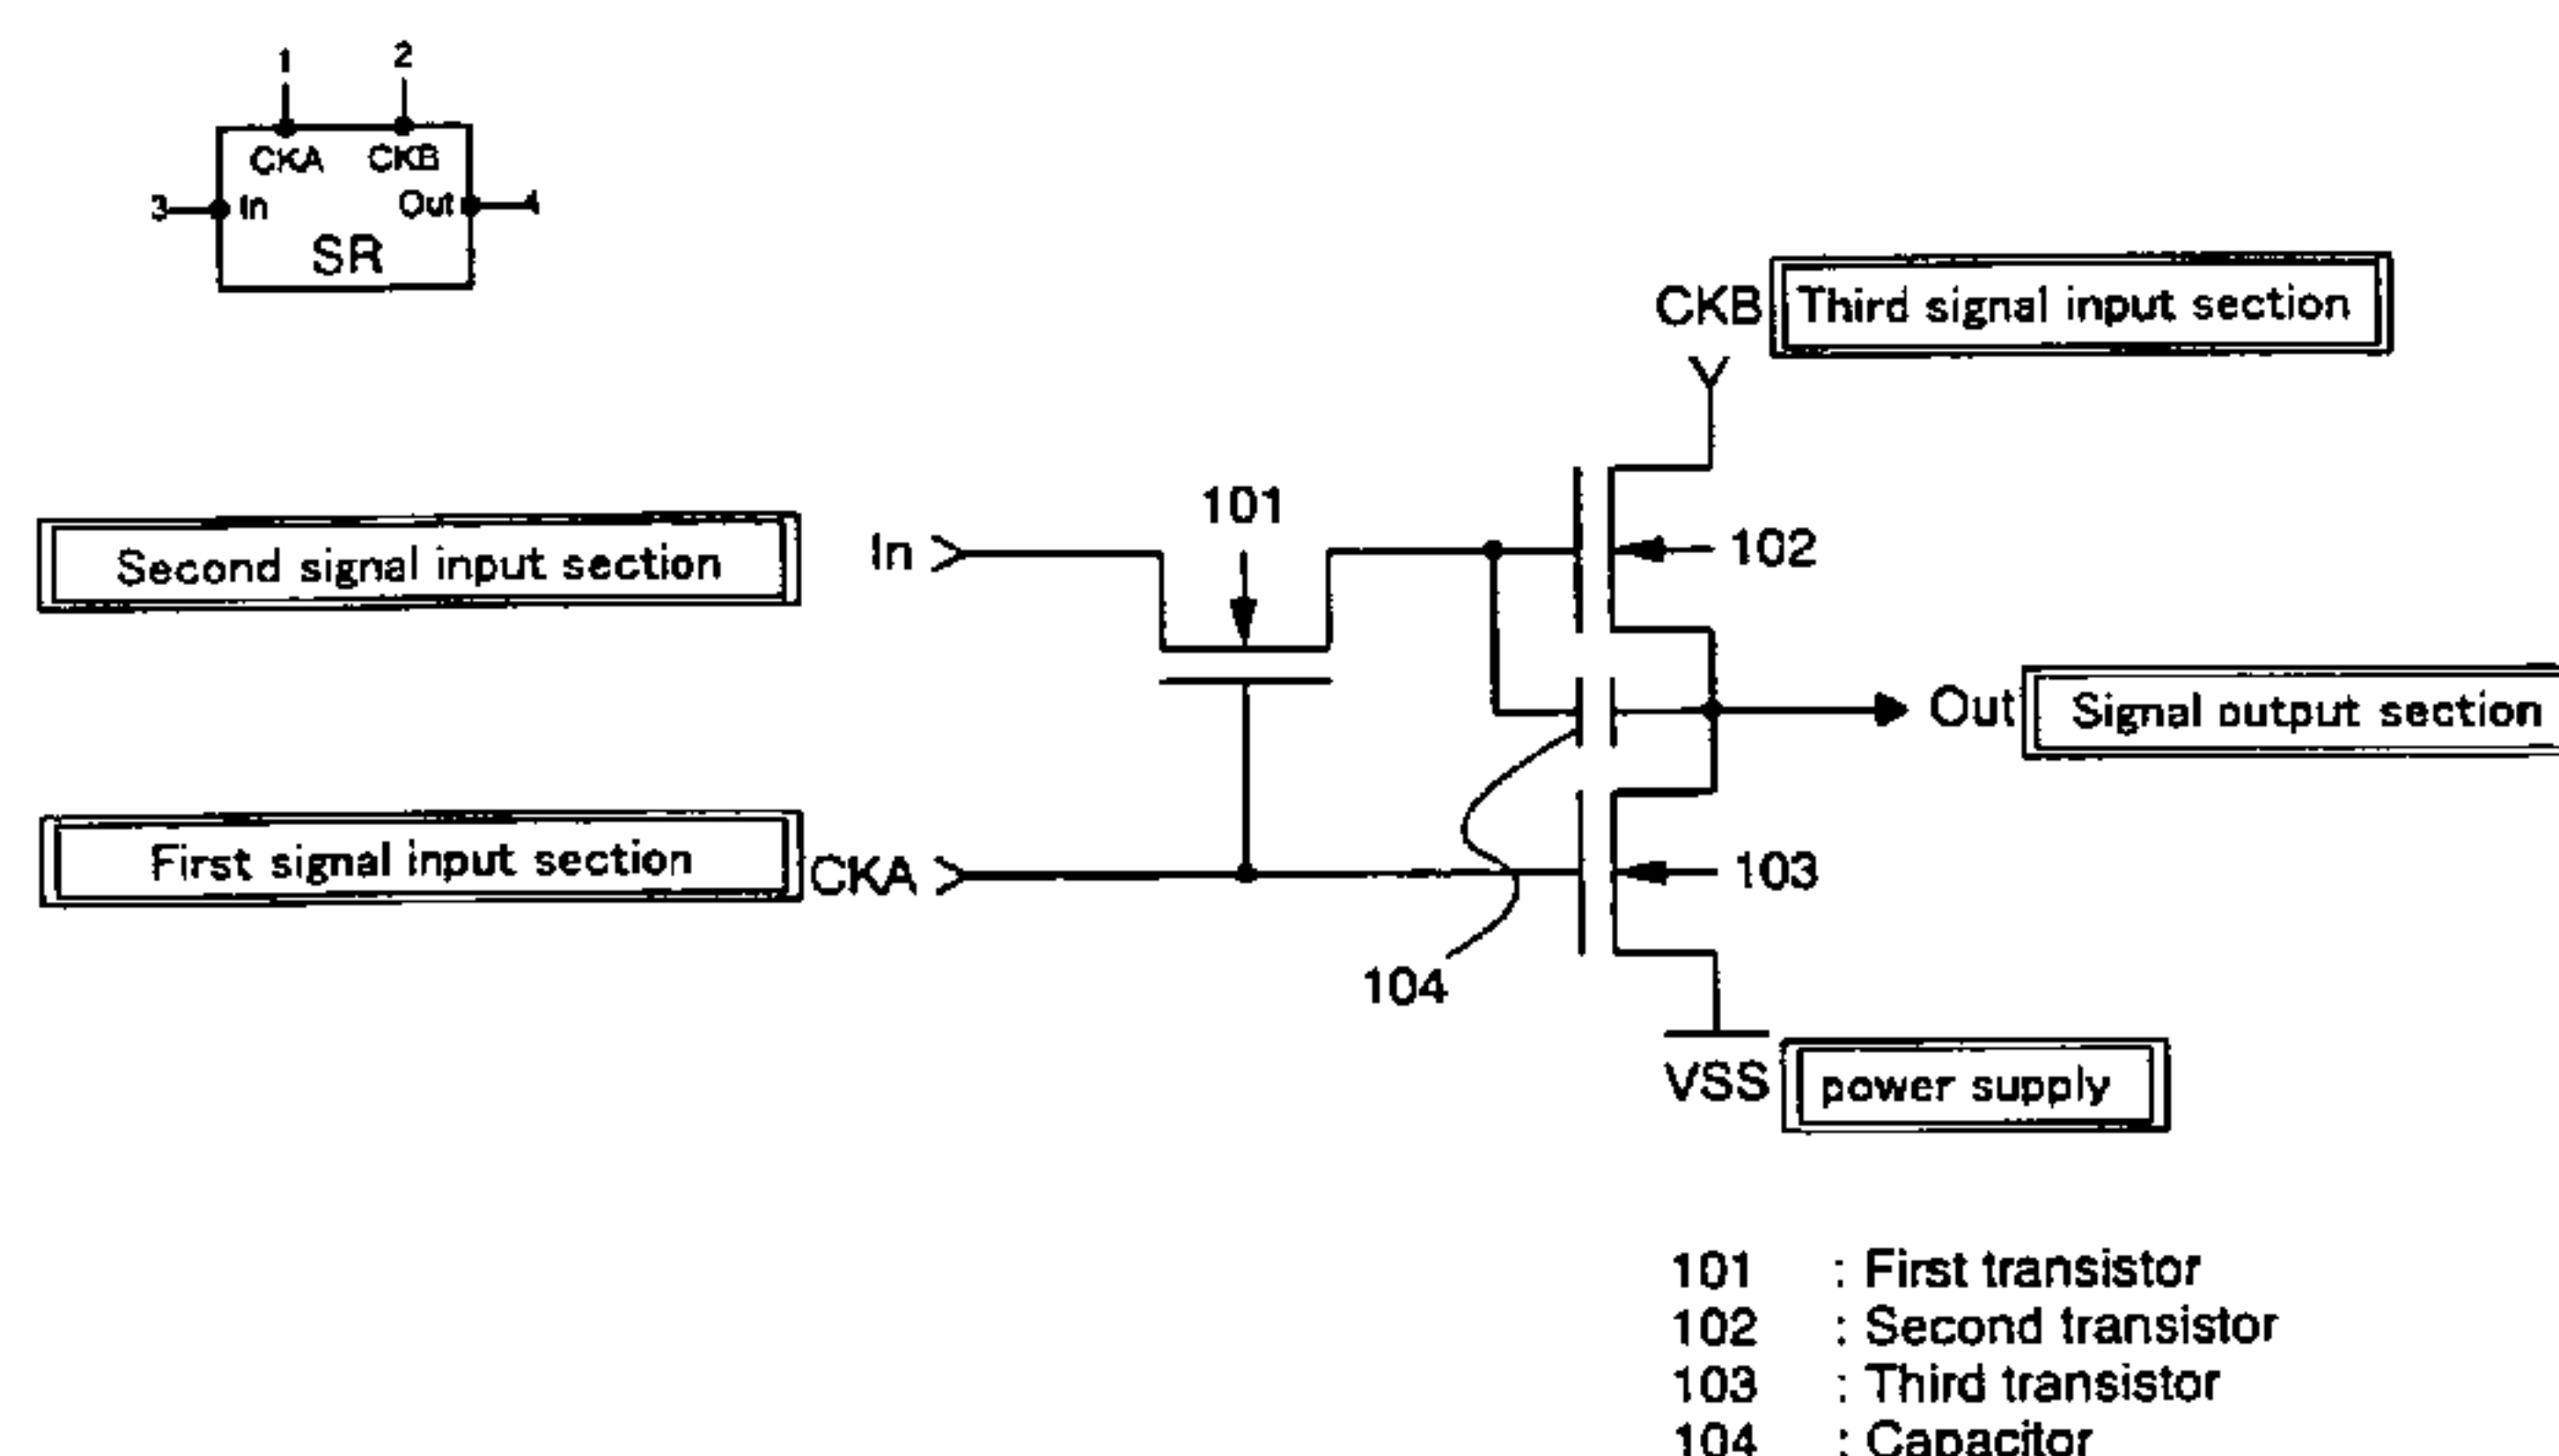 1
2
CKA CKB
3 In Out 4
SR
CKB Third signal input section
101
Second signal input section In
102
Out Signal output section
First signal input section CKA
103
104
VSS power supply
101 : First transistor
102 : Second transistor
103 : Third transistor
104 : Capacitor